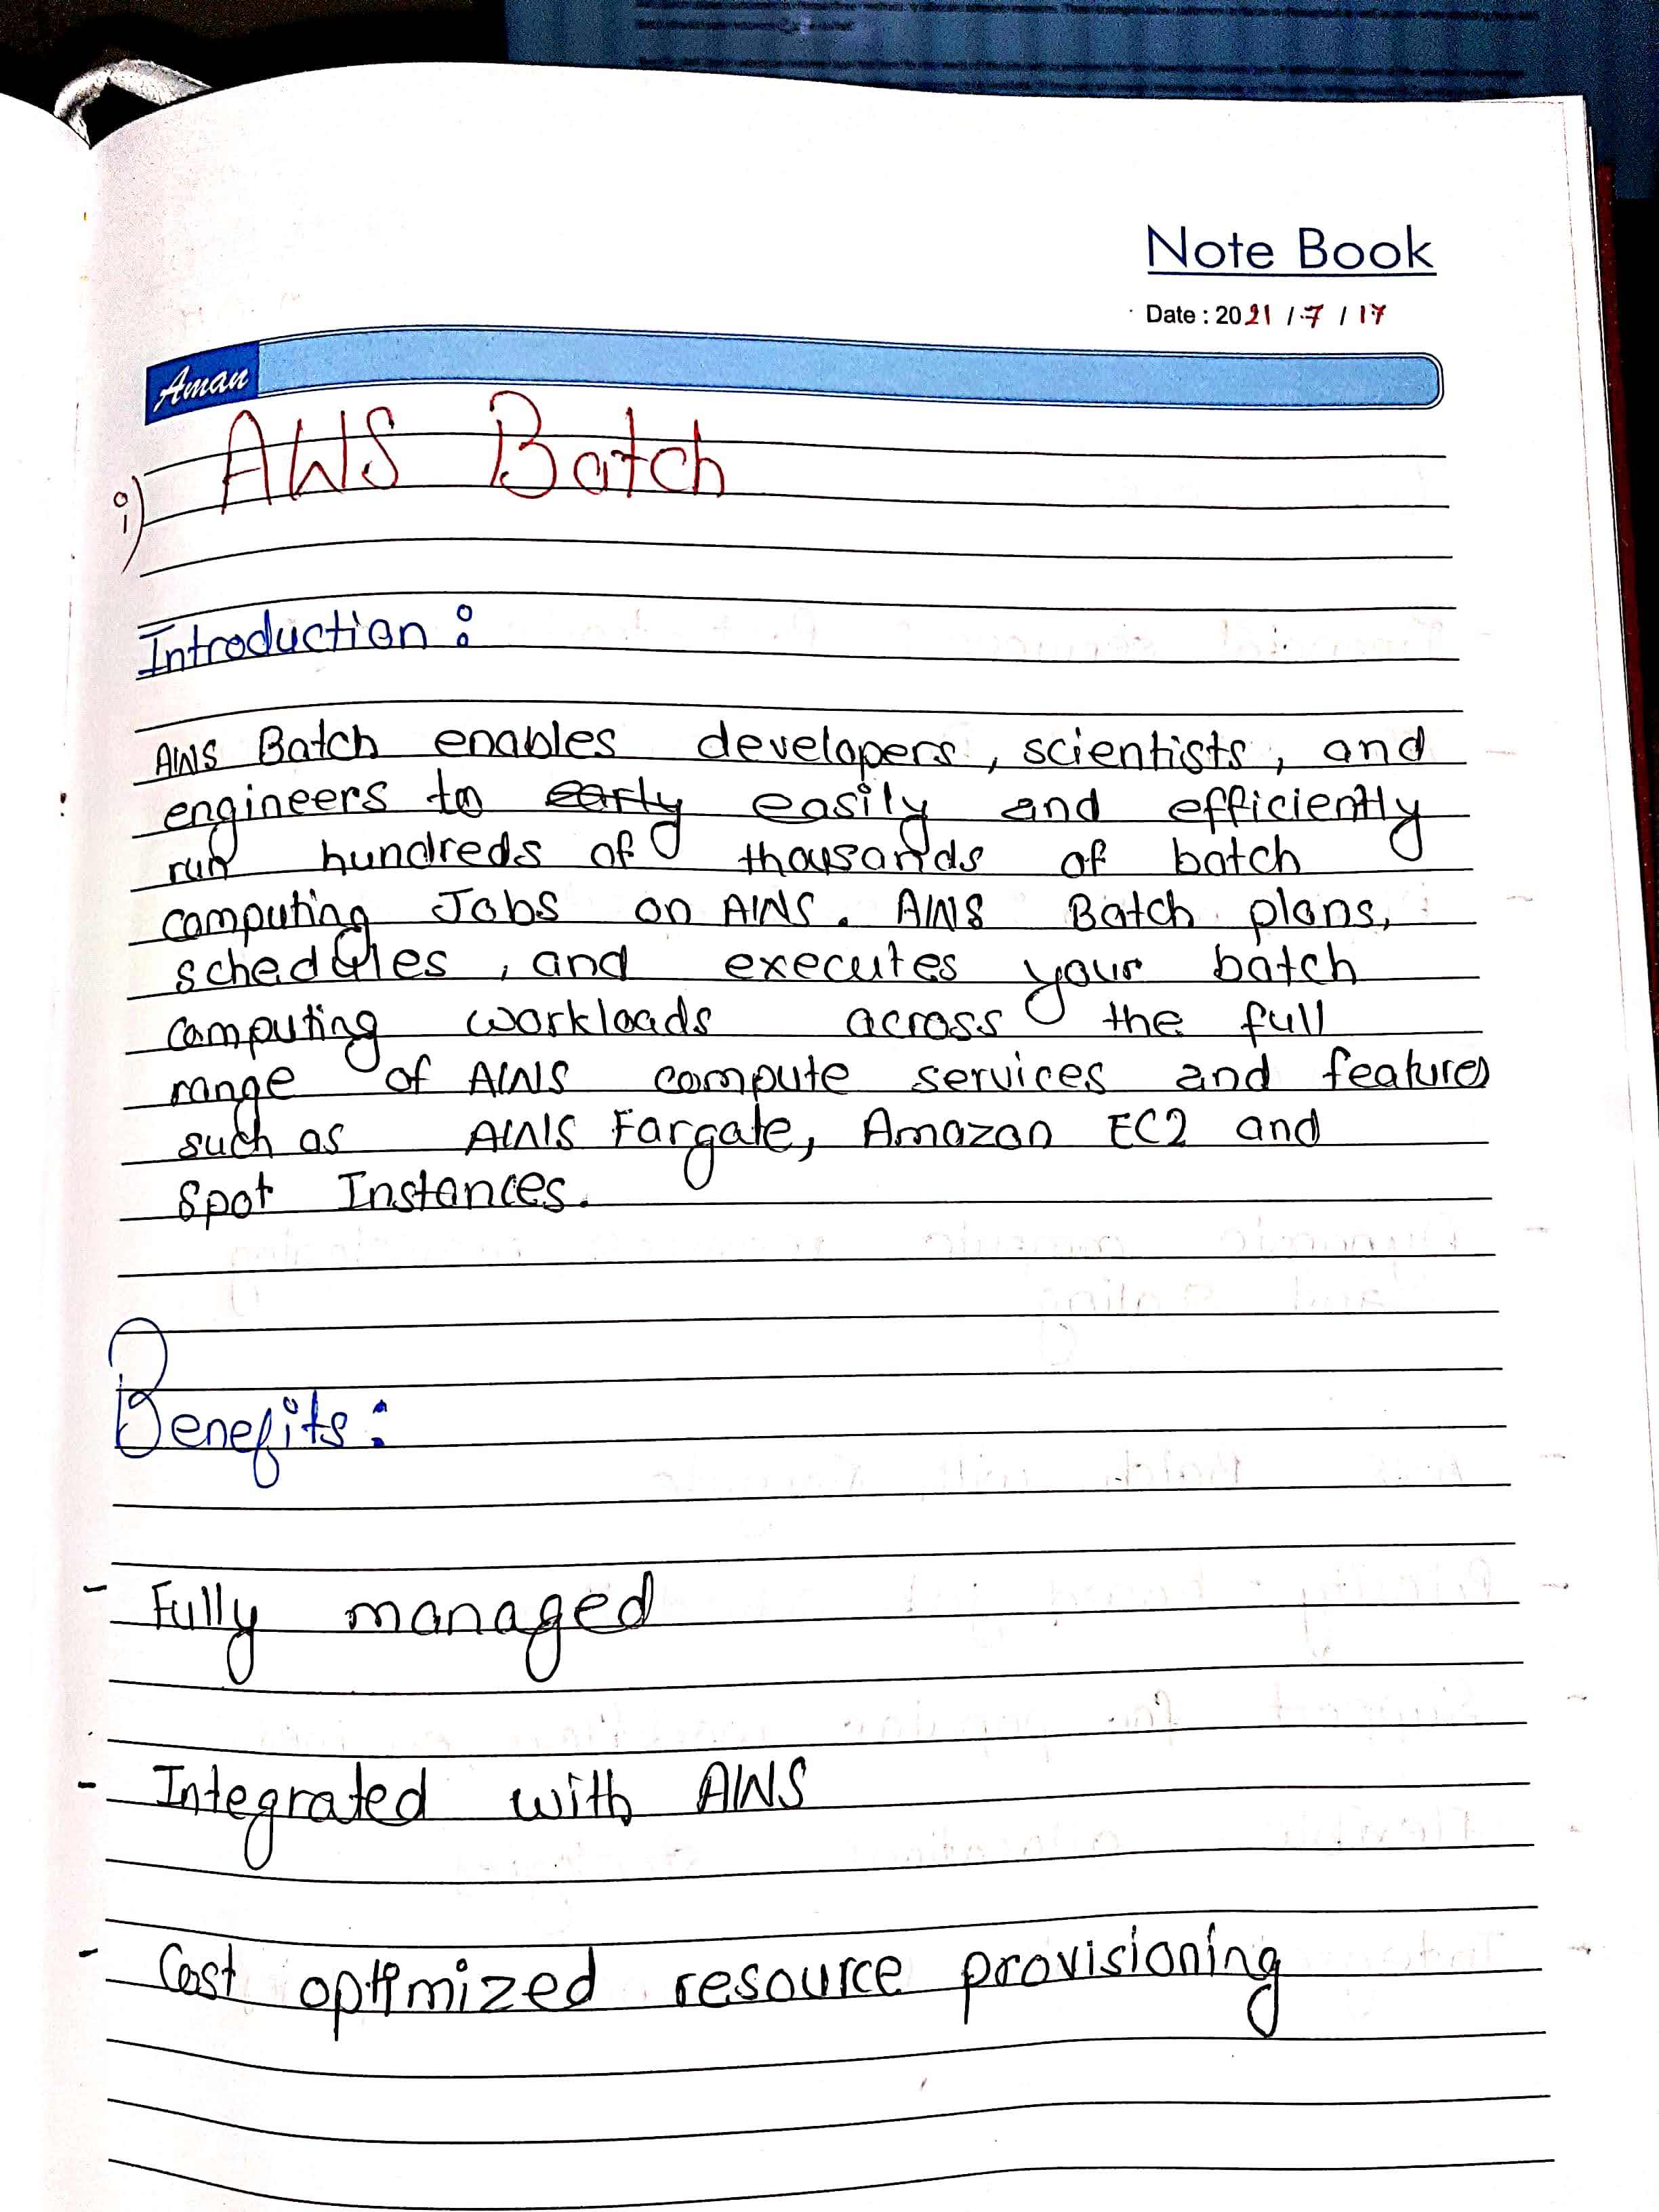 Note Book
Date : 2021 / 7 / 17
Aman
i) AWS Batch
Introduction :
AWS Batch enables developers, scientists, and
engineers to early easily and efficiently
run hundreds of thousands of batch
computing Jobs on AWS. AWS Batch plans,
schedules, and executes your batch
computing workloads across the full
range of AWS compute services and features
such as AWS Fargate, Amazon EC2 and
Spot Instances.
Benefits :
- Fully managed
- Integrated with AWS
- Cost optimized resource provisioning